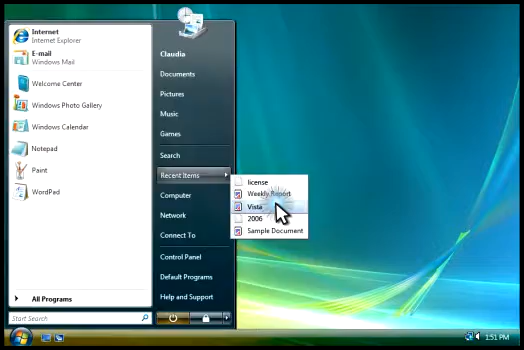 Internet
Internet Explorer
E-mail
Windows Mail
Welcome Center
Windows Photo Gallery
Windows Calendar
Notepad
Paint
WordPad
All Programs
Start Search
Claudia
Documents
Pictures
Music
Games
Search
Recent Items
Computer
Network
Connect To
Control Panel
Default Programs
Help and Support
license
Weekly Report
Vista
2006
Sample Document
1:51 PM